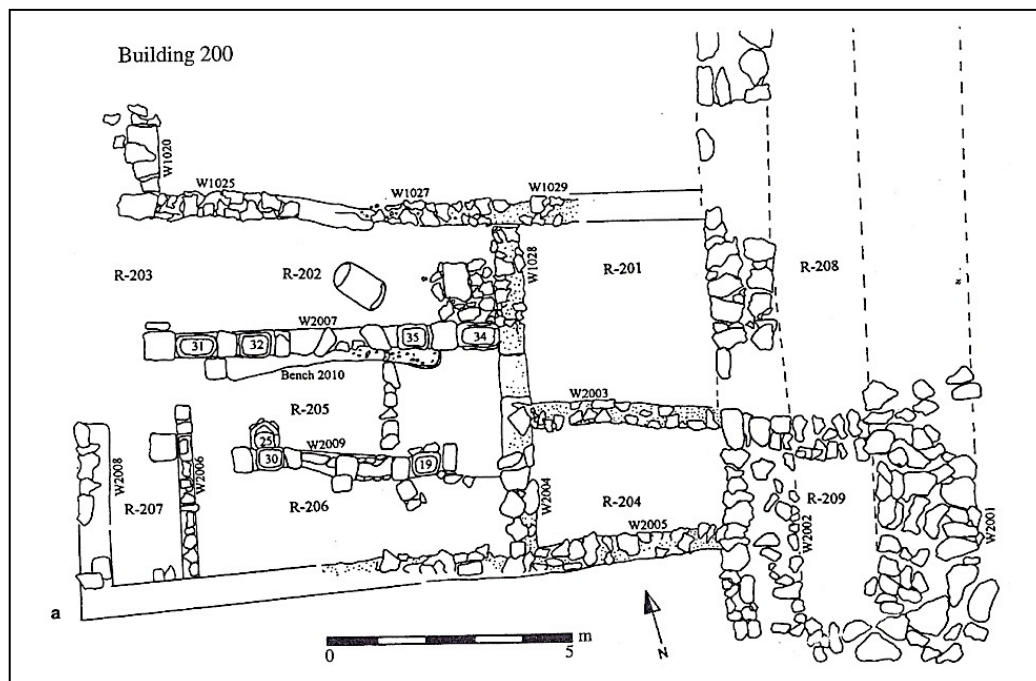 Building 200
W1020
W1025
W1027
W1029
R-203
R-202
W1028
R-201
R-208
W2007
31
32
35
34
Bench 2010
R-205
W2003
25
30
W2009
19
W2008
R-207
W2006
R-206
W2004
R-204
W2005
W2002
R-209
W2001
a
N
m
0
5